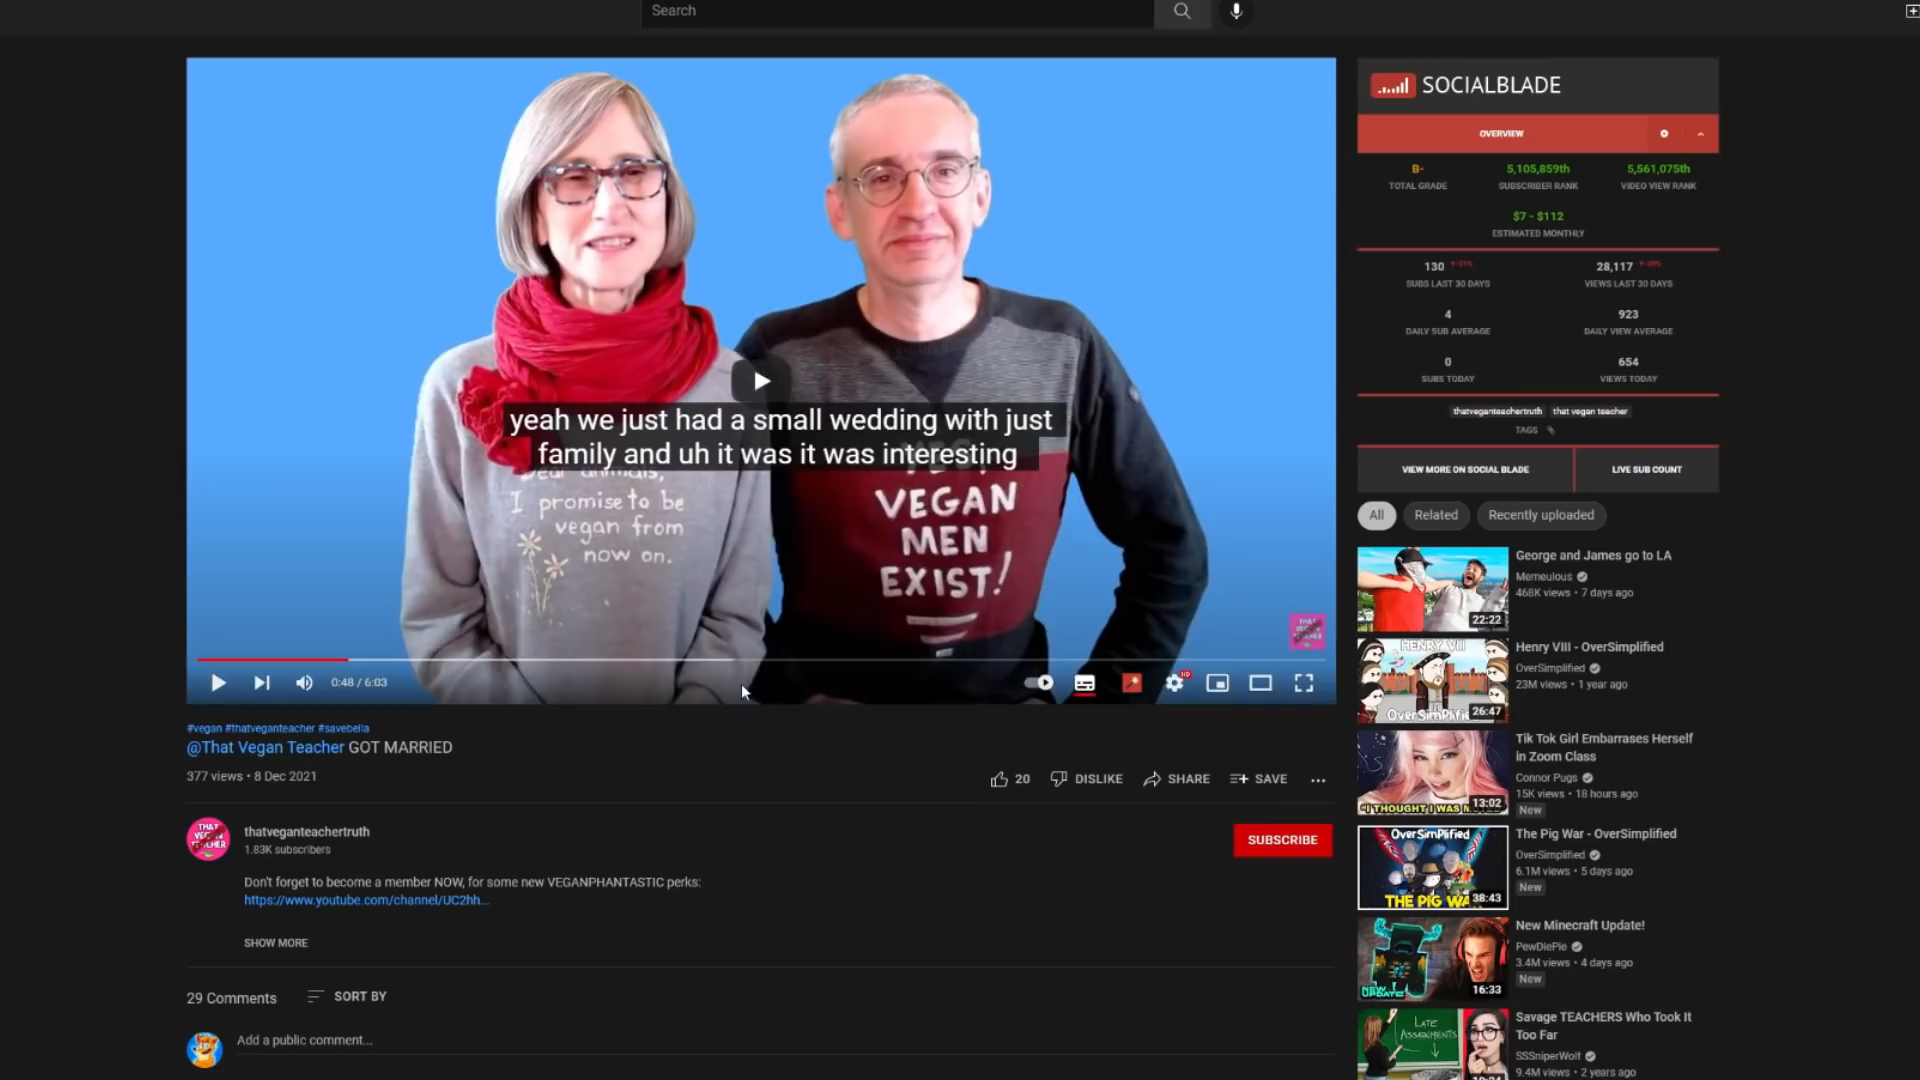 Search
yeah we just had a small wedding with just
family and uh it was it was interesting
I promise to be
vegan from
now on.
VEGAN
MEN
EXIST!
0:48 / 6:03
HD
#vegan #thatveganteacher #savebella
@That Vegan Teacher GOT MARRIED
377 views • 8 Dec 2021
20
DISLIKE
SHARE
SAVE
thatveganteachertruth
1.83K subscribers
SUBSCRIBE
Don't forget to become a member NOW, for some new VEGANPHANTASTIC perks:
https://www.youtube.com/channel/UC2hh...
SHOW MORE
29 Comments
SORT BY
Add a public comment...
SOCIALBLADE
OVERVIEW
B- 5,105,859th 5,561,075th
TOTAL GRADE SUBSCRIBER RANK VIDEO VIEW RANK
$7 - $112
ESTIMATED MONTHLY
130 28,117
SUBS LAST 30 DAYS VIEWS LAST 30 DAYS
4 923
DAILY SUB AVERAGE DAILY VIEW AVERAGE
0 654
SUBS TODAY VIEWS TODAY
thatveganteachertruth that vegan teacher
TAGS
VIEW MORE ON SOCIAL BLADE LIVE SUB COUNT
All Related Recently uploaded
22:22
George and James go to LA
Memeulous
468K views • 7 days ago
HENRY VIII
26:47
Henry VIII - OverSimplified
OverSimplified
23M views • 1 year ago
13:02
Tik Tok Girl Embarrases Herself
in Zoom Class
Connor Pugs
15K views • 18 hours ago
New
OverSimplified
THE PIG WA
38:43
The Pig War - OverSimplified
OverSimplified
6.1M views • 5 days ago
New
NEW
UPDATE!
16:33
New Minecraft Update!
PewDiePie
3.4M views • 4 days ago
New
LATE
ASSIGNMENTS
Savage TEACHERS Who Took It
Too Far
SSSniperWolf
9.4M views • 2 years ago